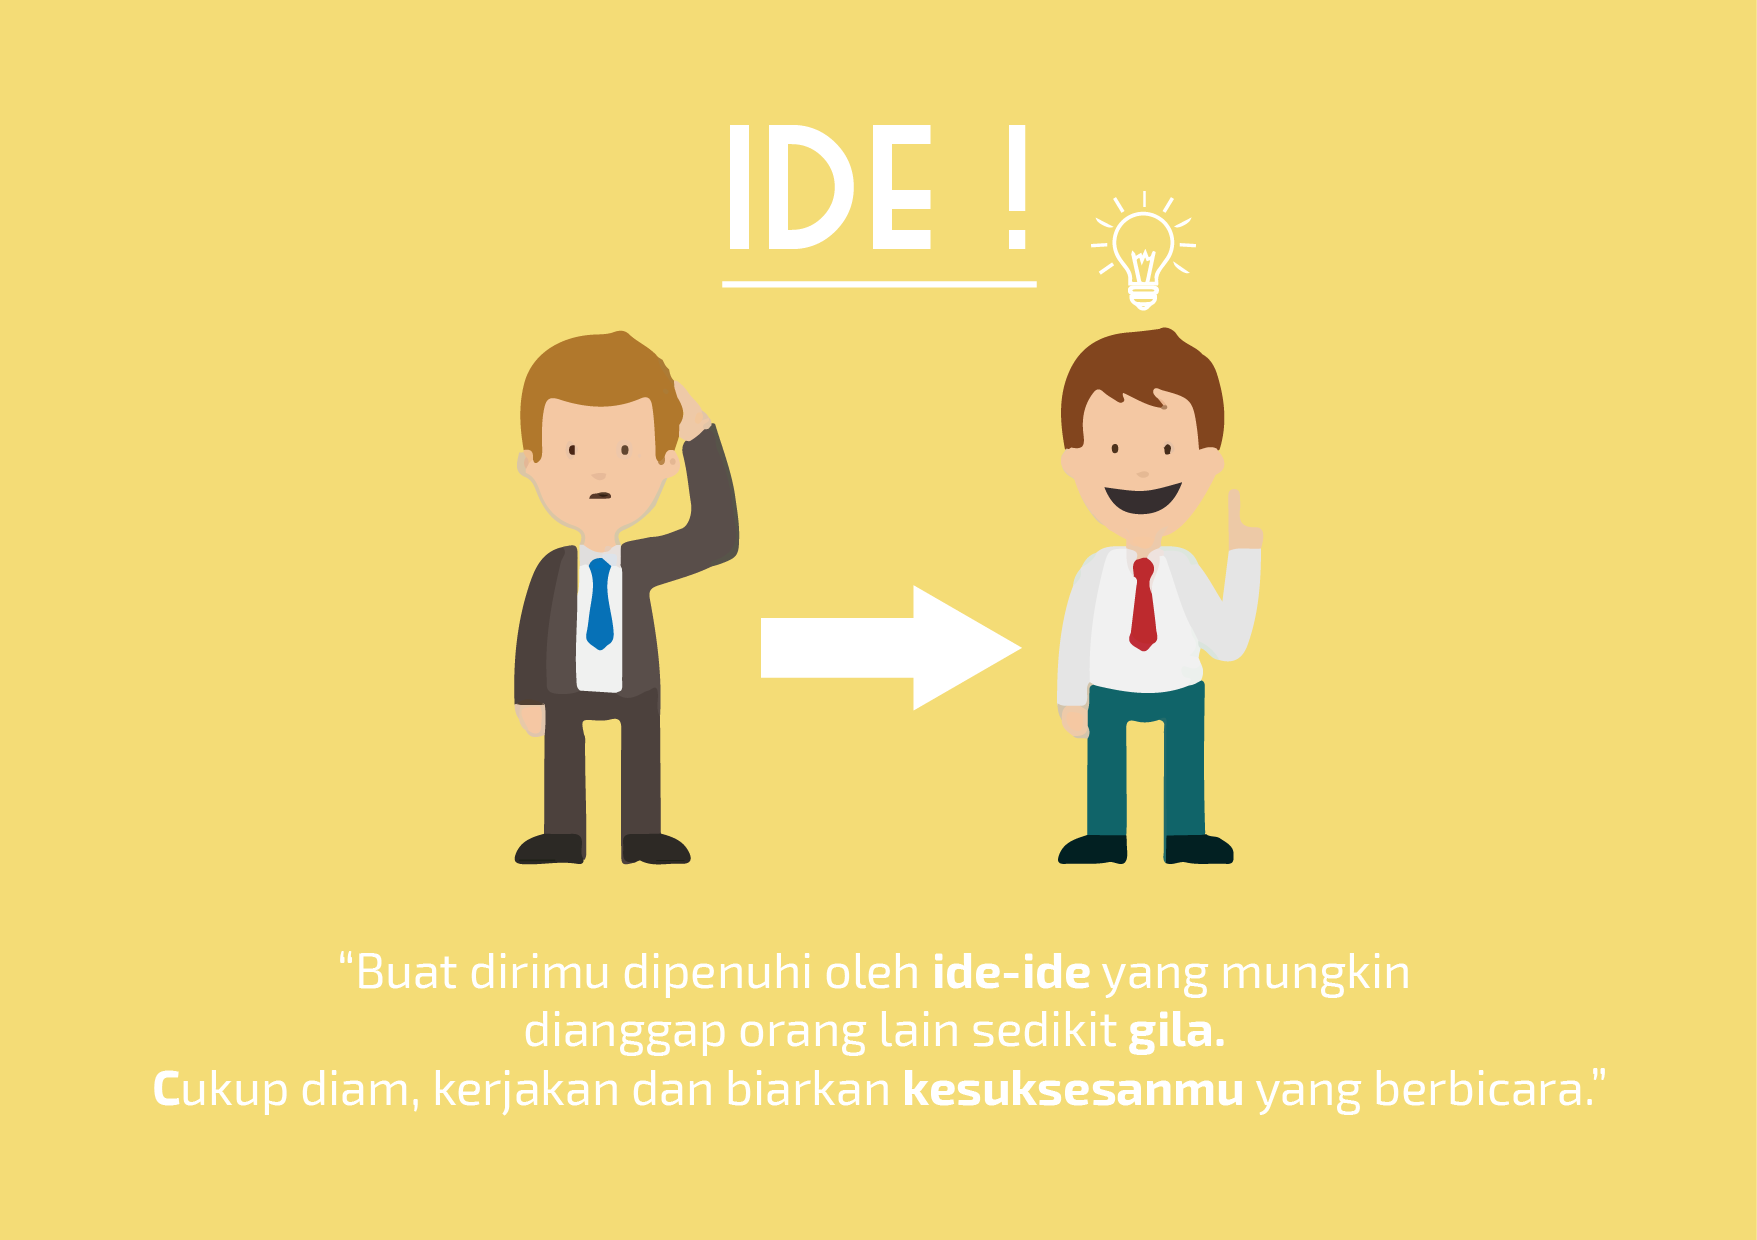 IDE !
“Buat dirimu dipenuhi oleh ide-ide yang mungkin
dianggap orang lain sedikit gila.
Cukup diam, kerjakan dan biarkan kesuksesanmu yang berbicara.”